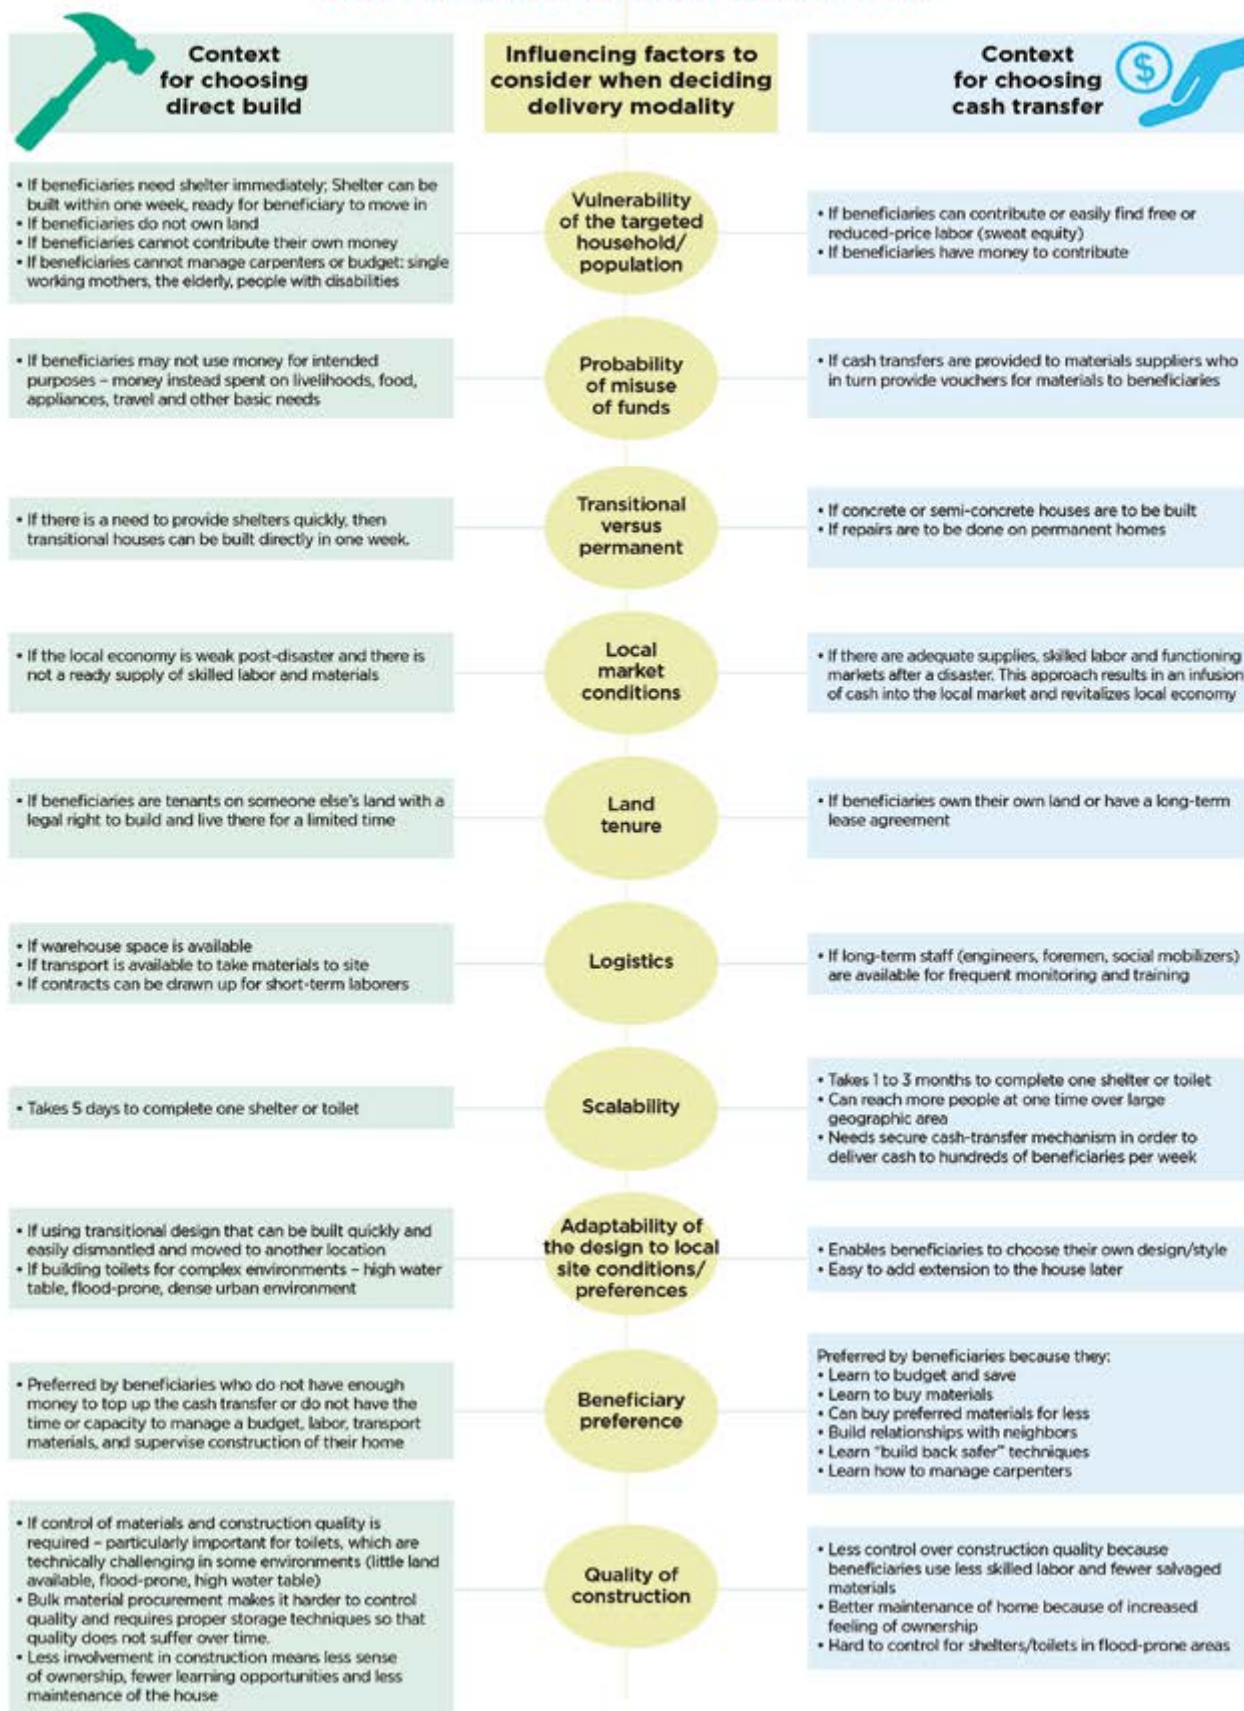 Context
for choosing
direct build
Influencing factors to
consider when deciding
delivery modality
Context
for choosing
cash transfer
$
• If beneficiaries need shelter immediately; Shelter can be
built within one week, ready for beneficiary to move in
• If beneficiaries do not own land
• If beneficiaries cannot contribute their own money
• If beneficiaries cannot manage carpenters or budget: single
working mothers, the elderly, people with disabilities
Vulnerability
of the targeted
household/
population
• If beneficiaries can contribute or easily find free or
reduced-price labor (sweat equity)
• If beneficiaries have money to contribute
• If beneficiaries may not use money for intended
purposes – money instead spent on livelihoods, food,
appliances, travel and other basic needs
Probability
of misuse
of funds
• If cash transfers are provided to materials suppliers who
in turn provide vouchers for materials to beneficiaries
• If there is a need to provide shelters quickly, then
transitional houses can be built directly in one week.
Transitional
versus
permanent
• If concrete or semi-concrete houses are to be built
• If repairs are to be done on permanent homes
• If the local economy is weak post-disaster and there is
not a ready supply of skilled labor and materials
Local
market
conditions
• If there are adequate supplies, skilled labor and functioning
markets after a disaster. This approach results in an infusion
of cash into the local market and revitalizes local economy
• If beneficiaries are tenants on someone else's land with a
legal right to build and live there for a limited time
Land
tenure
• If beneficiaries own their own land or have a long-term
lease agreement
• If warehouse space is available
• If transport is available to take materials to site
• If contracts can be drawn up for short-term laborers
Logistics
• If long-term staff (engineers, foremen, social mobilizers)
are available for frequent monitoring and training
• Takes 5 days to complete one shelter or toilet
Scalability
• Takes 1 to 3 months to complete one shelter or toilet
• Can reach more people at one time over large
geographic area
• Needs secure cash-transfer mechanism in order to
deliver cash to hundreds of beneficiaries per week
• If using transitional design that can be built quickly and
easily dismantled and moved to another location
• If building toilets for complex environments – high water
table, flood-prone, dense urban environment
Adaptability of
the design to local
site conditions/
preferences
• Enables beneficiaries to choose their own design/style
• Easy to add extension to the house later
• Preferred by beneficiaries who do not have enough
money to top up the cash transfer or do not have the
time or capacity to manage a budget, labor, transport
materials, and supervise construction of their home
Beneficiary
preference
Preferred by beneficiaries because they:
• Learn to budget and save
• Learn to buy materials
• Can buy preferred materials for less
• Build relationships with neighbors
• Learn "build back safer" techniques
• Learn how to manage carpenters
• If control of materials and construction quality is
required – particularly important for toilets, which are
technically challenging in some environments (little land
available, flood-prone, high water table)
• Bulk material procurement makes it harder to control
quality and requires proper storage techniques so that
quality does not suffer over time.
• Less involvement in construction means less sense
of ownership, fewer learning opportunities and less
maintenance of the house
Quality of
construction
• Less control over construction quality because
beneficiaries use less skilled labor and fewer salvaged
materials
• Better maintenance of home because of increased
feeling of ownership
• Hard to control for shelters/toilets in flood-prone areas